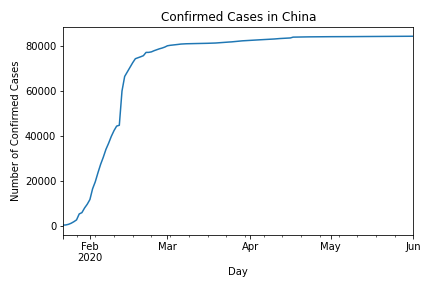 Confirmed Cases in China
Number of Confirmed Cases
80000
60000
40000
20000
0
Feb
2020
Mar
Apr
May
Jun
Day